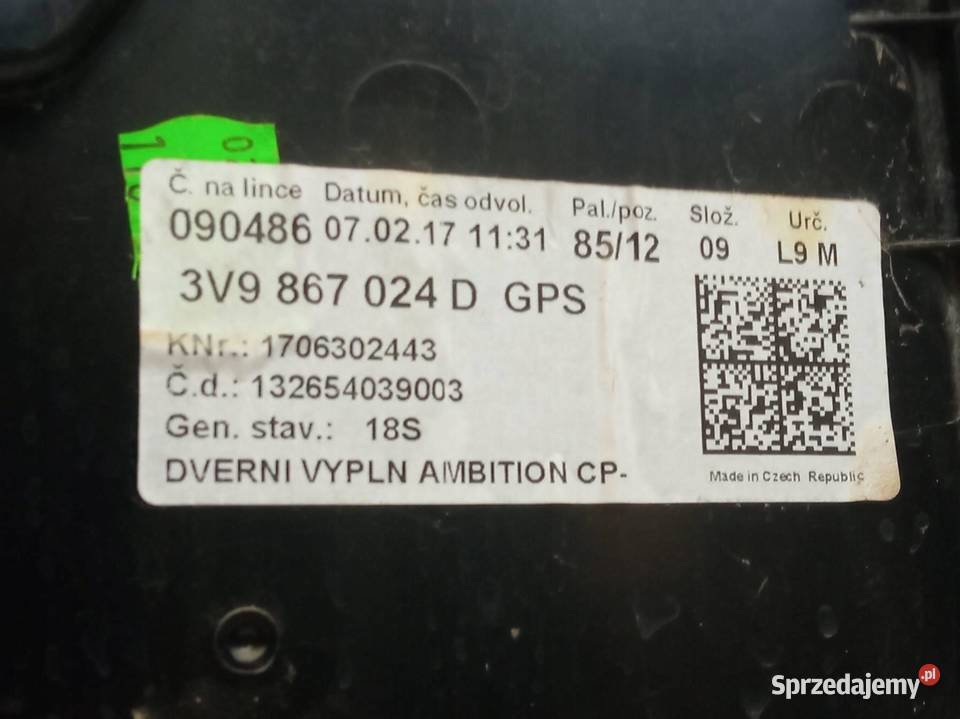 Č. na lince Datum, čas odvol. Pal./poz. Slož. Urč.
090486 07.02.17 11:31 85/12 09 L9 M
3V9 867 024 D GPS
KNr.: 1706302443
Č.d.: 132654039003
Gen. stav.: 18S
DVERNI VYPLN AMBITION CP-
Made in Czech Republic
Sprzedajemy.pl